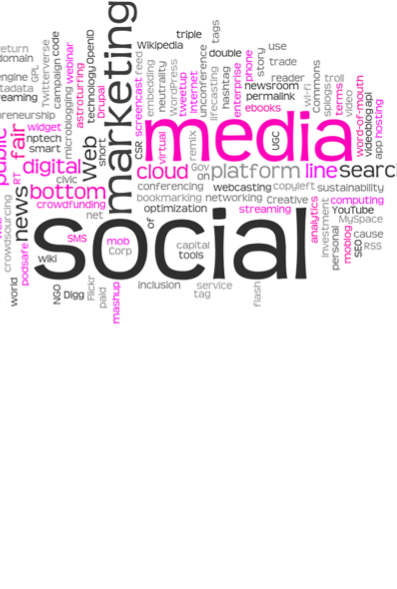 triple
tags
return
Twitterverse
code
OpenID
marketing
Wikipedia
double
use
domain
campaign
webinar
feed
phone
story
trade
engine
GPL
technology
embedding
neutrality
WordPress
tweetup
Internet
unconference
hashtag
enterprise
reader
wi-fi
Commons
troll
Drupal
screencast
lifecasting
newsroom
terms
word-of-mouth
permalink
splogs
video
videoblog
api
microblogging
astroturfing
short
ebooks
app
hosting
widget
media
public
fair
smart
Web
CSR
virtual
remix
UGC
RT
digital
cloud
Gov
platform
line
search
civic
on
bottom
conferencing
webcasting
copyleft
sustainability
news
crowdfunding
bookmarking
networking
Creative
analytics
computing
net
optimization
streaming
YouTube
social
of
investment
MySpace
crowdsourcing
podsafe
SMS
mob
capital
personal
moblog
cause
wiki
Corp
tools
SEO
RSS
world
NGO
Digg
Flickr
paid
mashup
inclusion
service
tag
flash